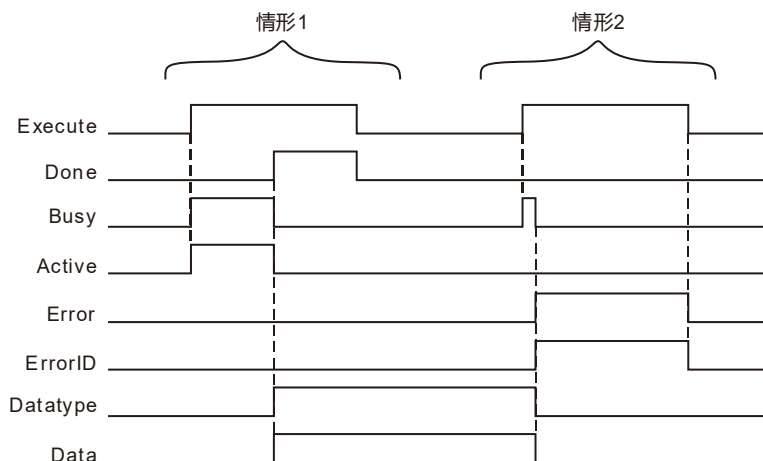 情形1 情形2
Execute
Done
Busy
Active
Error
ErrorID
Datatype
Data